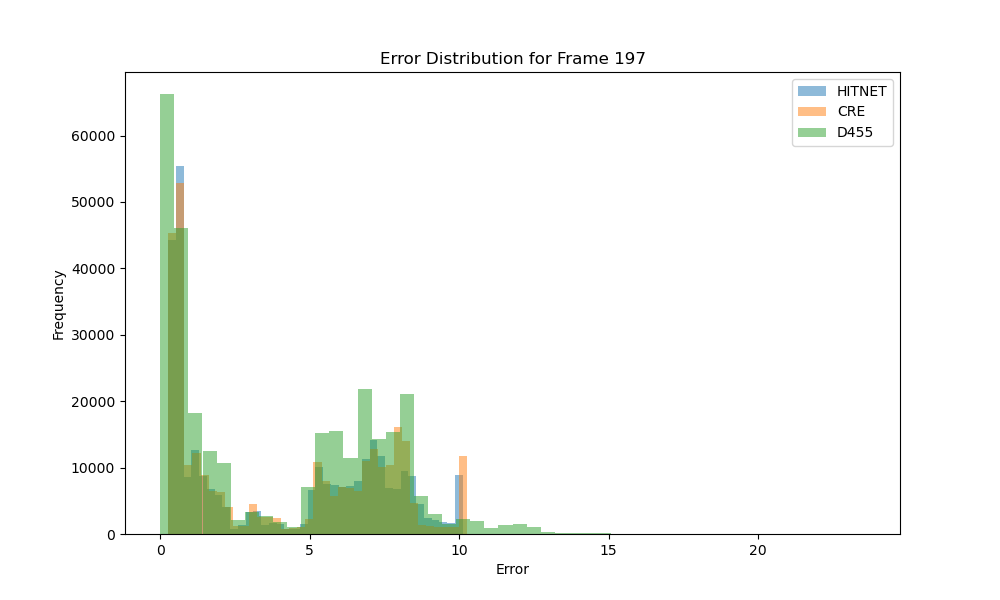 Error Distribution for Frame 197
HITNET
CRE
D455
60000
50000
40000
30000
20000
10000
0
Frequency
0 5 10 15 20
Error